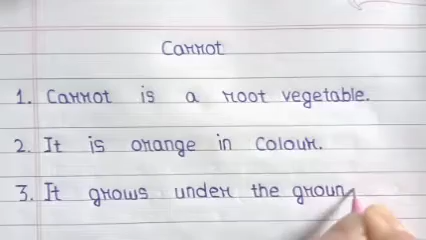 Carrot
1. Carrot is a root vegetable.
2. It is orange in Colour.
3. It grows under the groun